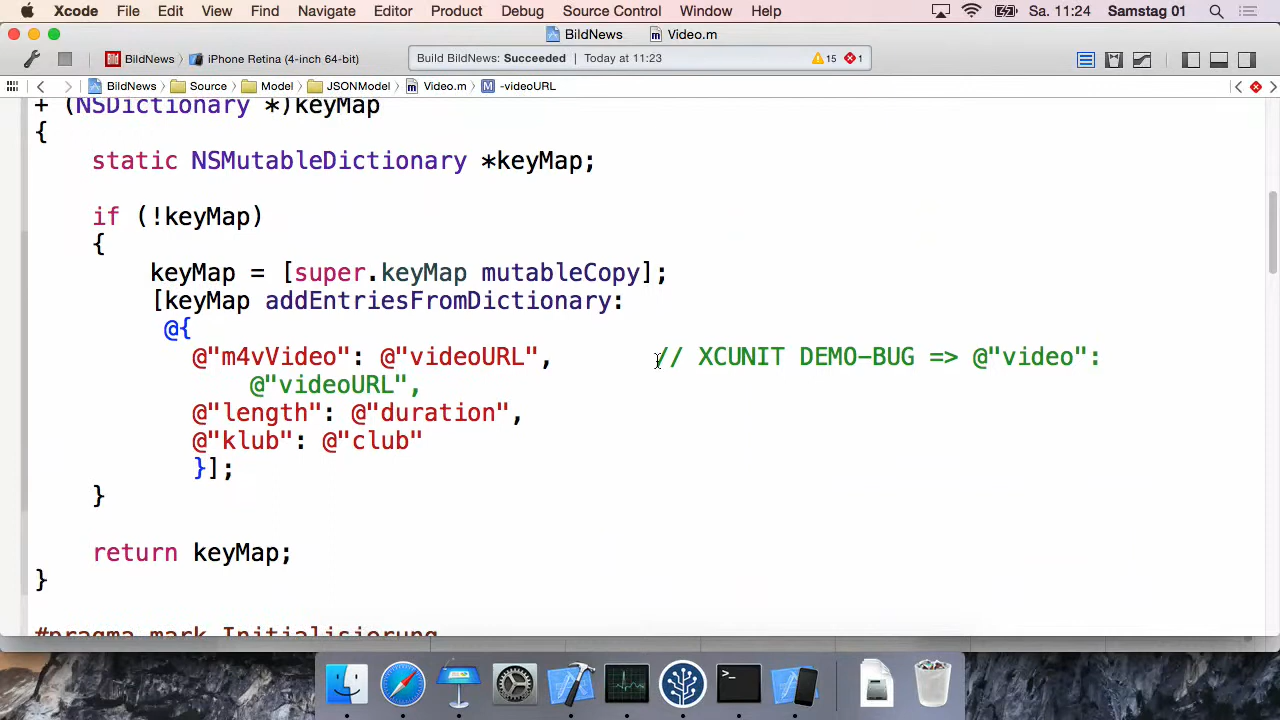 Xcode File Edit View Find Navigate Editor Product Debug Source Control Window Help Sa. 11:24 Samstag 01
BildNews Video.m
BildNews iPhone Retina (4-inch 64-bit) Build BildNews: Succeeded Today at 11:23 15 1
BildNews Source Model JSONModel Video.m M -videoURL
+ (NSDictionary *)keyMap
{
static NSMutableDictionary *keyMap;
if (!keyMap)
{
keyMap = [super.keyMap mutableCopy];
[keyMap addEntriesFromDictionary:
@{
@"m4vVideo": @"videoURL", // XCUNIT DEMO-BUG => @"video":
@"videoURL",
@"length": @"duration",
@"klub": @"club"
}];
}
return keyMap;
}
#pragma mark Initialisierung